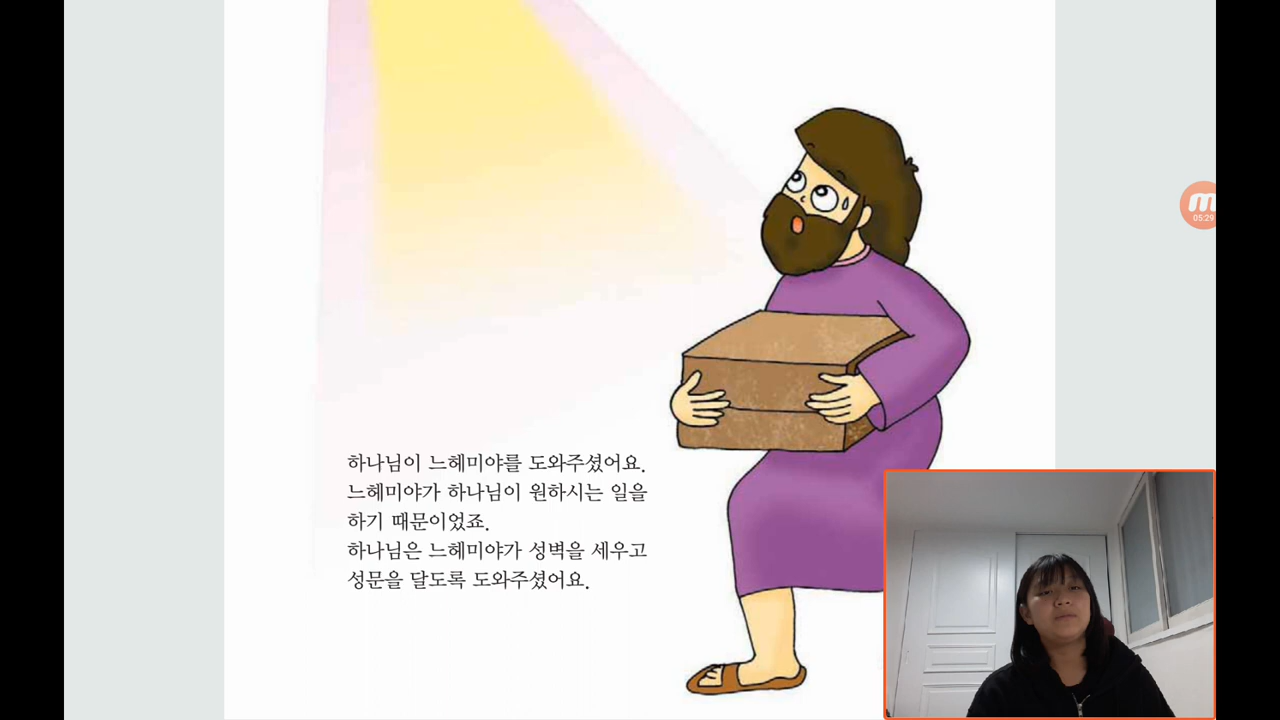 하나님이 느헤미야를 도와주셨어요.
느헤미야가 하나님이 원하시는 일을
하기 때문이었죠.
하나님은 느헤미야가 성벽을 세우고
성문을 달도록 도와주셨어요.
m
05:29